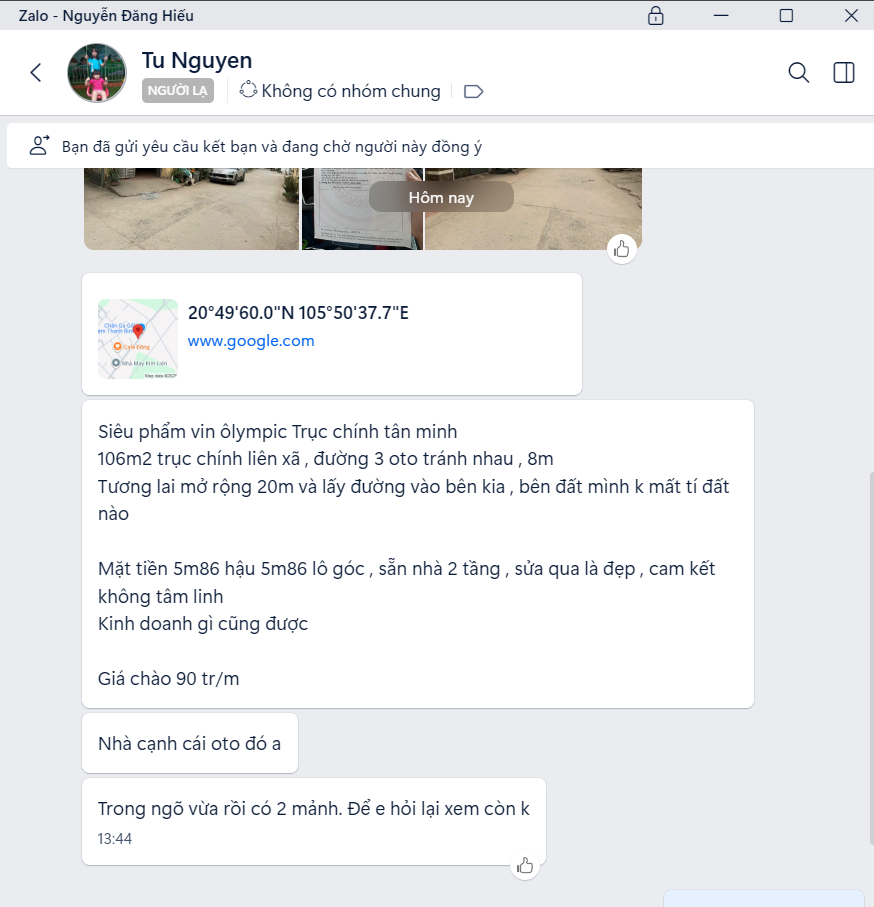 Zalo - Nguyễn Đăng Hiếu
Tu Nguyen
NGƯỜI LẠ
Không có nhóm chung
Bạn đã gửi yêu cầu kết bạn và đang chờ người này đồng ý
Hôm nay
20°49'60.0"N 105°50'37.7"E
www.google.com
Cafe Đồng
Nhà Máy Kim Liên
Siêu phẩm vin ôlympic Trục chính tân minh
106m2 trục chính liên xã , đường 3 oto tránh nhau , 8m
Tương lai mở rộng 20m và lấy đường vào bên kia , bên đất mình k mất tí đất
nào
Mặt tiền 5m86 hậu 5m86 lô góc , sẵn nhà 2 tầng , sửa qua là đẹp , cam kết
không tâm linh
Kinh doanh gì cũng được
Giá chào 90 tr/m
Nhà cạnh cái oto đó a
Trong ngõ vừa rồi có 2 mảnh. Để e hỏi lại xem còn k
13:44